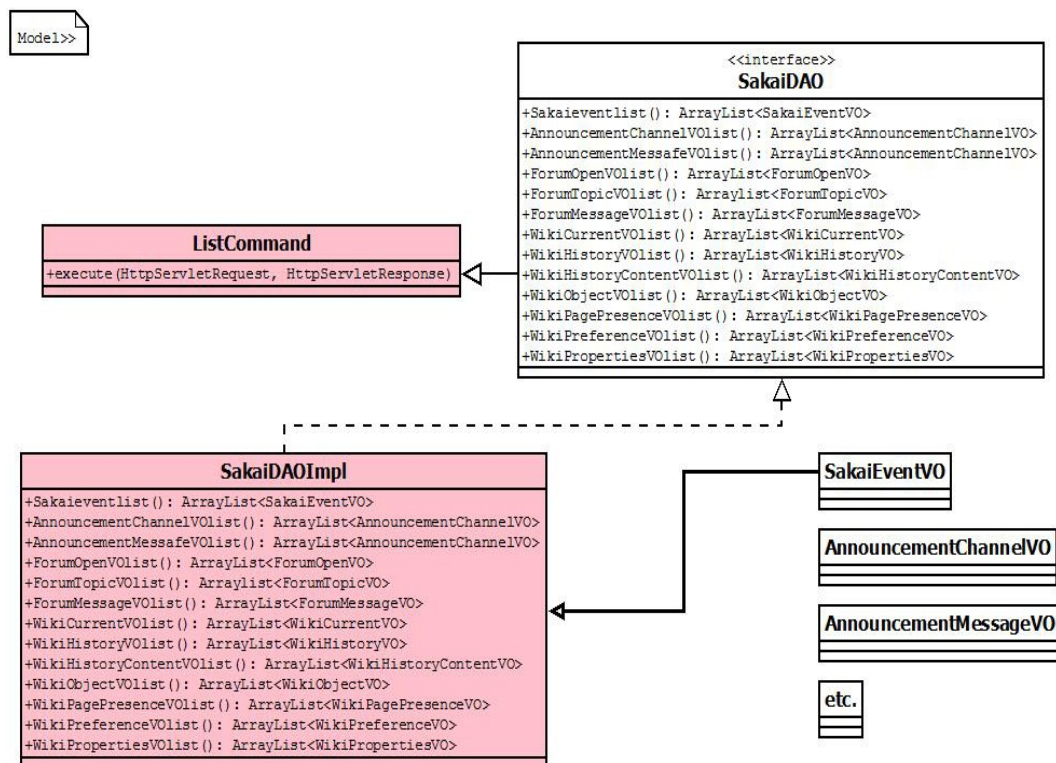 Model>>
<<interface>>
SakaiDAO
+Sakaieventlist(): ArrayList<SakaiEventVO>
+AnnouncementChannelVOlist(): ArrayList<AnnouncementChannelVO>
+AnnouncementMessafeVOlist(): ArrayList<AnnouncementChannelVO>
+ForumOpenVOlist(): ArrayList<ForumOpenVO>
+ForumTopicVOlist(): Arraylist<ForumTopicVO>
+ForumMessageVOlist(): ArrayList<ForumMessageVO>
+WikiCurrentVOlist(): ArrayList<WikiCurrentVO>
+WikiHistoryVOlist(): ArrayList<WikiHistoryVO>
+WikiHistoryContentVOlist(): ArrayList<WikiHistoryContentVO>
+WikiObjectVOlist(): ArrayList<WikiObjectVO>
+WikiPagePresenceVOlist(): ArrayList<WikiPagePresenceVO>
+WikiPreferenceVOlist(): ArrayList<WikiPreferenceVO>
+WikiPropertiesVOlist(): ArrayList<WikiPropertiesVO>
ListCommand
+execute(HttpServletRequest, HttpServletResponse)
SakaiDAOImpl
+Sakaieventlist(): ArrayList<SakaiEventVO>
+AnnouncementChannelVOlist(): ArrayList<AnnouncementChannelVO>
+AnnouncementMessafeVOlist(): ArrayList<AnnouncementChannelVO>
+ForumOpenVOlist(): ArrayList<ForumOpenVO>
+ForumTopicVOlist(): Arraylist<ForumTopicVO>
+ForumMessageVOlist(): ArrayList<ForumMessageVO>
+WikiCurrentVOlist(): ArrayList<WikiCurrentVO>
+WikiHistoryVOlist(): ArrayList<WikiHistoryVO>
+WikiHistoryContentVOlist(): ArrayList<WikiHistoryContentVO>
+WikiObjectVOlist(): ArrayList<WikiObjectVO>
+WikiPagePresenceVOlist(): ArrayList<WikiPagePresenceVO>
+WikiPreferenceVOlist(): ArrayList<WikiPreferenceVO>
+WikiPropertiesVOlist(): ArrayList<WikiPropertiesVO>
SakaiEventVO
AnnouncementChannelVO
AnnouncementMessageVO
etc.